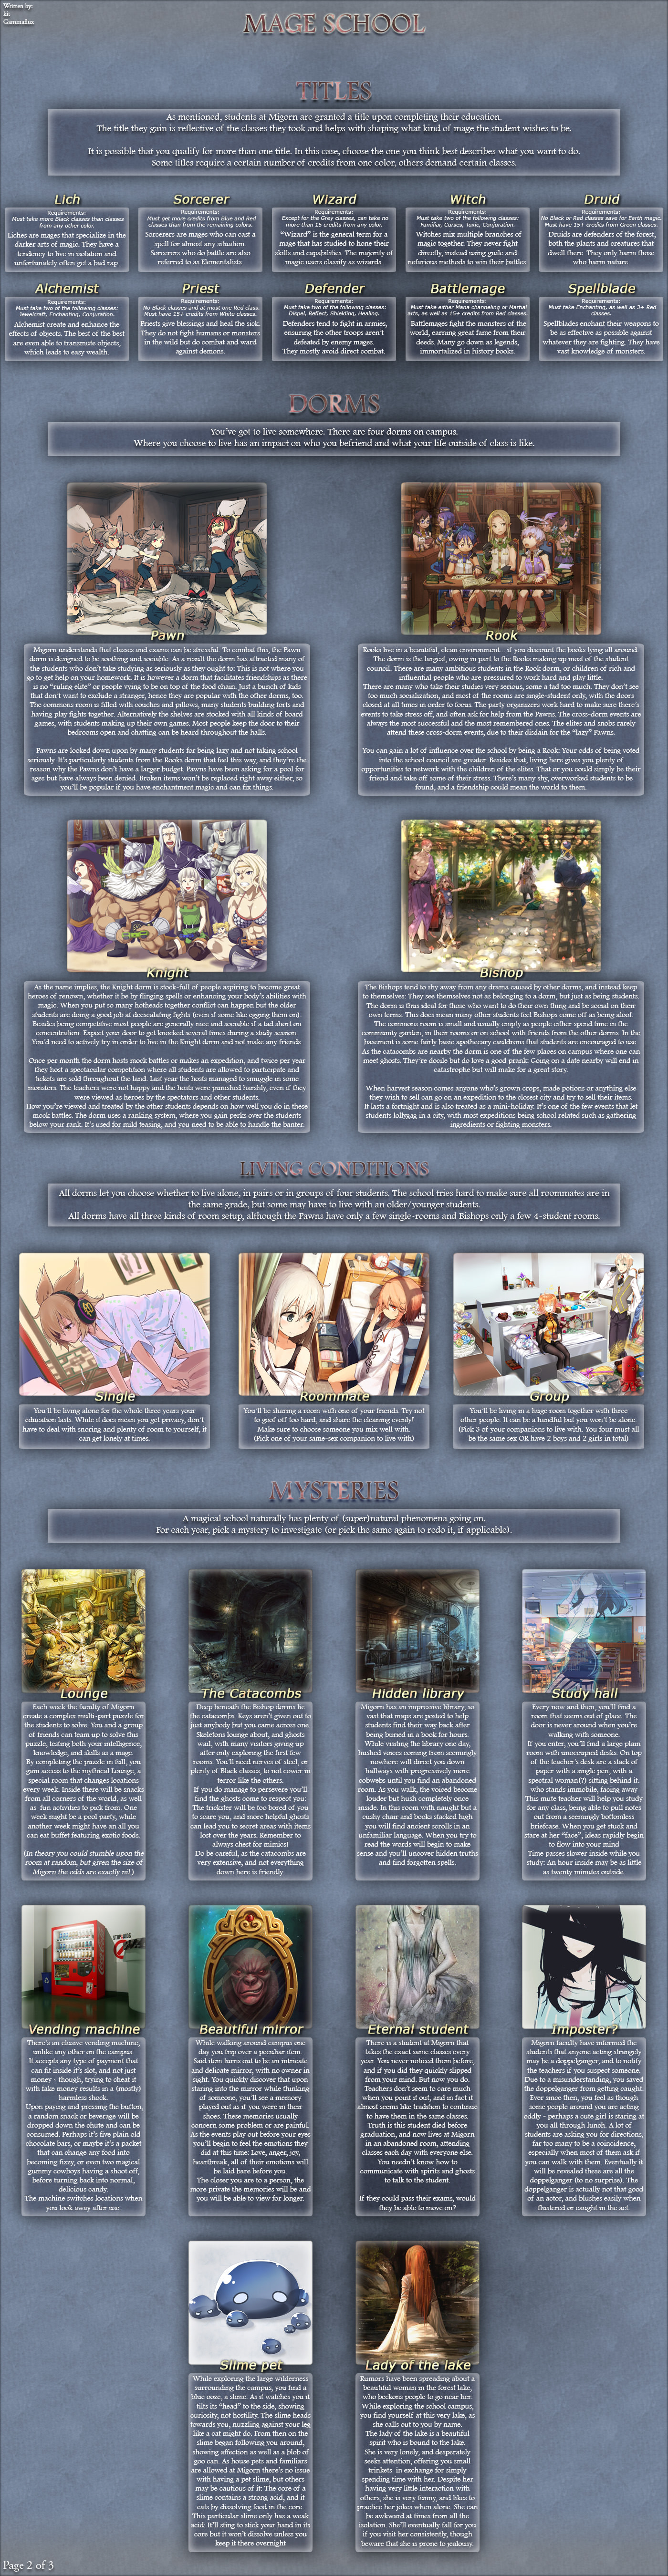 Written by:
kit
Gammaflux
MAGE SCHOOL
TITLES
As mentioned, students at Migorn are granted a title upon completing their education.
The title they gain is reflective of the classes they took and helps with shaping what kind of mage the student wishes to be.
It is possible that you qualify for more than one title. In this case, choose the one you think best describes what you want to do.
Some titles require a certain number of credits from one color, others demand certain classes.
Lich
Requirements:
Must take more Black classes than classes
from any other color.
Liches are mages that specialize in the
darker arts of magic. They have a
tendency to live in isolation and
unfortunately often get a bad rap.
Sorcerer
Requirements:
Must get more credits from Blue and Red
classes than from the remaining colors.
Sorcerers are mages who can cast a
spell for almost any situation.
Sorcerers who do battle are also
referred to as Elementalists.
Wizard
Requirements:
Except for the Grey classes, can take no
more than 15 credits from any color.
"Wizard" is the general term for a
mage that has studied to hone their
skills and capabilities. The majority of
magic users classify as wizards.
Witch
Requirements:
Must take two of the following classes:
Familiar, Curses, Toxic, Conjuration.
Witches mix multiple branches of
magic together. They never fight
directly, instead using guile and
nefarious methods to win their battles.
Druid
Requirements:
No Black or Red classes save for Earth magic.
Must have 15+ credits from Green classes.
Druids are defenders of the forest,
both the plants and creatures that
dwell there. They only harm those
who harm nature.
Alchemist
Requirements:
Must take two of the following classes:
Jewelcraft, Enchanting, Conjuration.
Alchemist create and enhance the
effects of objects. The best of the best
are even able to transmute objects,
which leads to easy wealth.
Priest
Requirements:
No Black classes and at most one Red class.
Must have 15+ credits from White classes.
Priests give blessings and heal the sick.
They do not fight humans or monsters
in the wild but do combat and ward
against demons.
Defender
Requirements:
Must take two of the following classes:
Dispel, Reflect, Shielding, Healing.
Defenders tend to fight in armies,
ensuring the other troops aren't
defeated by enemy mages.
They mostly avoid direct combat.
Battlemage
Requirements:
Must take either Mana channeling or Martial
arts, as well as 15+ credits from Red classes.
Battlemages fight the monsters of the
world, earning great fame from their
deeds. Many go down as legends,
immortalized in history books.
Spellblade
Requirements:
Must take Enchanting, as well as 3+ Red
classes.
Spellblades enchant their weapons to
be as effective as possible against
whatever they are fighting. They have
vast knowledge of monsters.
DORMS
You've got to live somewhere. There are four dorms on campus.
Where you choose to live has an impact on who you befriend and what your life outside of class is like.
Pawn
Migorn understands that classes and exams can be stressful: To combat this, the Pawn
dorm is designed to be soothing and sociable. As a result the dorm has attracted many of
the students who don't take studying as seriously as they ought to: This is not where you
go to get help on your homework. It is however a dorm that facilitates friendships as there
is no "ruling elite" or people vying to be on top of the food chain. Just a bunch of kids
that don't want to exclude a stranger, hence they are popular with the other dorms, too.
The commons room is filled with couches and pillows, many students building forts and
having play fights together. Alternatively the shelves are stocked with all kinds of board
games, with students making up their own games. Most people keep the door to their
bedrooms open and chatting can be heard throughout the halls.
Pawns are looked down upon by many students for being lazy and not taking school
seriously. It's particularly students from the Rooks dorm that feel this way, and they're the
reason why the Pawns don't have a larger budget. Pawns have been asking for a pool for
ages but have always been denied. Broken items won't be replaced right away either, so
you'll be popular if you have enchantment magic and can fix things.
Rook
Rooks live in a beautiful, clean environment... if you discount the books lying all around.
The dorm is the largest, owing in part to the Rooks making up most of the student
council. There are many ambitious students in the Rook dorm, or children of rich and
influential people who are pressured to work hard and play little.
There are many who take their studies very serious, some a tad too much. They don't see
too much socialization, and most of the rooms are single-student only, with the doors
closed at all times in order to focus. The party organizers work hard to make sure there's
events to take stress off, and often ask for help from the Pawns. The cross-dorm events are
always the most successful and the most remembered ones. The elites and snobs rarely
attend these cross-dorm events, due to their disdain for the "lazy" Pawns.
You can gain a lot of influence over the school by being a Rook: Your odds of being voted
into the school council are greater. Besides that, living here gives you plenty of
opportunities to network with the children of the elites. That or you could simply be their
friend and take off some of their stress. There's many shy, overworked students to be
found, and a friendship could mean the world to them.
Knight
As the name implies, the Knight dorm is stock-full of people aspiring to become great
heroes of renown, whether it be by flinging spells or enhancing your body's abilities with
magic. When you put so many hotheads together conflict can happen but the older
students are doing a good job at deescalating fights (even if some like egging them on).
Besides being competitive most people are generally nice and sociable if a tad short on
concentration: Expect your door to get knocked several times during a study session.
You'd need to actively try in order to live in the Knight dorm and not make any friends.
Once per month the dorm hosts mock battles or makes an expedition, and twice per year
they host a spectacular competition where all students are allowed to participate and
tickets are sold throughout the land. Last year the hosts managed to smuggle in some
monsters. The teachers were not happy and the hosts were punished harshly, even if they
were viewed as heroes by the spectators and other students.
How you're viewed and treated by the other students depends on how well you do in these
mock battles. The dorm uses a ranking system, where you gain perks over the students
below your rank. It's used for mild teasing, and you need to be able to handle the banter.
Bishop
The Bishops tend to shy away from any drama caused by other dorms, and instead keep
to themselves: They see themselves not as belonging to a dorm, but just as being students.
The dorm is thus ideal for those who want to do their own thing and be social on their
own terms. This does mean many other students feel Bishops come off as being aloof.
The commons room is small and usually empty as people either spend time in the
community garden, in their rooms or on school with friends from the other dorms. In the
basement is some fairly basic apothecary cauldrons that students are encouraged to use.
As the catacombs are nearby the dorm is one of the few places on campus where one can
meet ghosts. They're docile but do love a good prank: Going on a date nearby will end in
catastrophe but will make for a great story.
When harvest season comes anyone who's grown crops, made potions or anything else
they wish to sell can go on an expedition to the closest city and try to sell their items.
It lasts a fortnight and is also treated as a mini-holiday. It's one of the few events that let
students lollygag in a city, with most expeditions being school related such as gathering
ingredients or fighting monsters.
LIVING CONDITIONS
All dorms let you choose whether to live alone, in pairs or in groups of four students. The school tries hard to make sure all roommates are in
the same grade, but some may have to live with an older/younger students.
All dorms have all three kinds of room setup, although the Pawns have only a few single-rooms and Bishops only a few 4-student rooms.
Single
You'll be living alone for the whole three years your
education lasts. While it does mean you get privacy, don't
have to deal with snoring and plenty of room to yourself, it
can get lonely at times.
Roommate
You'll be sharing a room with one of your friends. Try not
to goof off too hard, and share the cleaning evenly!
Make sure to choose someone you mix well with.
(Pick one of your same-sex companion to live with)
Group
You'll be living in a huge room together with three
other people. It can be a handful but you won't be alone.
(Pick 3 of your companions to live with. You four must all
be the same sex OR have 2 boys and 2 girls in total)
MYSTERIES
A magical school naturally has plenty of (super)natural phenomena going on.
For each year, pick a mystery to investigate (or pick the same again to redo it, if applicable).
Lounge
Each week the faculty of Migorn
create a complex multi-part puzzle for
the students to solve. You and a group
of friends can team up to solve this
puzzle, testing both your intelligence,
knowledge, and skills as a mage.
By completing the puzzle in full, you
gain access to the mythical Lounge, a
special room that changes locations
every week. Inside there will be snacks
from all corners of the world, as well
as fun activities to pick from. One
week might be a pool party, while
another week might have an all you
can eat buffet featuring exotic foods.
(In theory you could stumble upon the
room at random, but given the size of
Migorn the odds are exactly nil.)
The Catacombs
Deep beneath the Bishop dorms lie
the catacombs. Keys aren't given out to
just anybody but you came across one.
Skeletons lounge about, and ghosts
wail, with many visitors giving up
after only exploring the first few
rooms. You'll need nerves of steel, or
plenty of Black classes, to not cower in
terror like the others.
If you do manage to persevere you'll
find the ghosts come to respect you:
The trickster will be too bored of you
to scare you, and more helpful ghosts
can lead you to secret areas with items
lost over the years. Remember to
always chest for mimics!
Do be careful, as the catacombs are
very extensive, and not everything
down here is friendly.
Hidden library
Migorn has an impressive library, so
vast that maps are posted to help
students find their way back after
being buried in a book for hours.
While visiting the library one day,
hushed voices coming from seemingly
nowhere will direct you down
hallways with progressively more
cobwebs until you find an abandoned
room. As you walk, the voices become
louder but hush completely once
inside. In this room with naught but a
cushy chair and books stacked high
you will find ancient scrolls in an
unfamiliar language. When you try to
read the words will begin to make
sense and you'll uncover hidden truths
and find forgotten spells.
Study hall
Every now and then, you'll find a
room that seems out of place. The
door is never around when you're
walking with someone.
If you enter, you'll find a large plain
room with unoccupied desks. On top
of the teacher's desk are a stack of
paper with a single pen, with a
spectral woman(?) sitting behind it
who stands immobile, facing away
This mute teacher will help you study
for any class, being able to pull notes
out from a seemingly bottomless
briefcase. When you get stuck and
stare at her "face", ideas rapidly begin
to flow into your mind
Time passes slower inside while you
study: An hour inside may be as little
as twenty minutes outside.
STOP AIDS
Vending machine
There's an elusive vending machine,
unlike any other on the campus:
It accepts any type of payment that
can fit inside it's slot, and not just
money - though, trying to cheat it
with fake money results in a (mostly)
harmless shock.
Upon paying and pressing the button,
a random snack or beverage will be
dropped down the chute and can be
consumed. Perhaps it's five plain old
chocolate bars, or maybe it's a packet
that can change any food into
becoming fizzy, or even two magical
gummy cowboys having a shoot off,
before turning back into normal,
delicious candy.
The machine switches locations when
you look away after use.
Beautiful mirror
While walking around campus one
day you trip over a peculiar item.
Said item turns out to be an intricate
and delicate mirror, with no owner in
sight. You quickly discover that upon
staring into the mirror while thinking
of someone, you'll see a memory
played out as if you were in their
shoes. These memories usually
concern some problem or are painful.
As the events play out before your eyes
you'll begin to feel the emotions they
did at this time: Love, anger, joy,
heartbreak, all of their emotions will
be laid bare before you.
The closer you are to a person, the
more private the memories will be and
you will be able to view for longer.
Eternal student
There is a student at Migorn that
takes the exact same classes every
year. You never noticed them before,
and if you did they quickly slipped
from your mind. But now you do.
Teachers don't seem to care much
when you point it out, and in fact it
almost seems like tradition to continue
to have them in the same classes.
Truth is this student died before
graduation, and now lives at Migorn
in an abandoned room, attending
classes each day with everyone else.
You needn't know how to
communicate with spirits and ghosts
to talk to the student.
If they could pass their exams, would
they be able to move on?
Imposter?
Migorn faculty have informed the
students that anyone acting strangely
may be a doppelganger, and to notify
the teachers if you suspect someone.
Due to a misunderstanding, you saved
the doppelganger from getting caught.
Ever since then, you feel as though
some people around you are acting
oddly - perhaps a cute girl is staring at
you all through lunch. A lot of
students are asking you for directions,
far too many to be a coincidence,
especially when most of them ask if
you can walk with them. Eventually it
will be revealed these are all the
doppelganger (to no surprise). The
doppelganger is actually not that good
of an actor, and blushes easily when
flustered or caught in the act.
Slime pet
While exploring the large wilderness
surrounding the campus, you find a
blue ooze, a slime. As it watches you it
tilts its "head" to the side, showing
curiosity, not hostility. The slime heads
towards you, nuzzling against your leg
like a cat might do. From then on the
slime began following you around,
showing affection as well as a blob of
goo can. As house pets and familiars
are allowed at Migorn there's no issue
with having a pet slime, but others
may be cautious of it: The core of a
slime contains a strong acid, and it
eats by dissolving food in the core.
This particular slime only has a weak
acid: It'll sting to stick your hand in its
core but it won't dissolve unless you
keep it there overnight
Lady of the lake
Rumors have been spreading about a
beautiful woman in the forest lake,
who beckons people to go near her.
While exploring the school campus,
you find yourself at this very lake, as
she calls out to you by name.
The lady of the lake is a beautiful
spirit who is bound to the lake.
She is very lonely, and desperately
seeks attention, offering you small
trinkets in exchange for simply
spending time with her. Despite her
having very little interaction with
others, she is very funny, and likes to
practice her jokes when alone. She can
be awkward at times from all the
isolation. She'll eventually fall for you
if you visit her consistently, though
beware that she is prone to jealousy.
Page 2 of 3